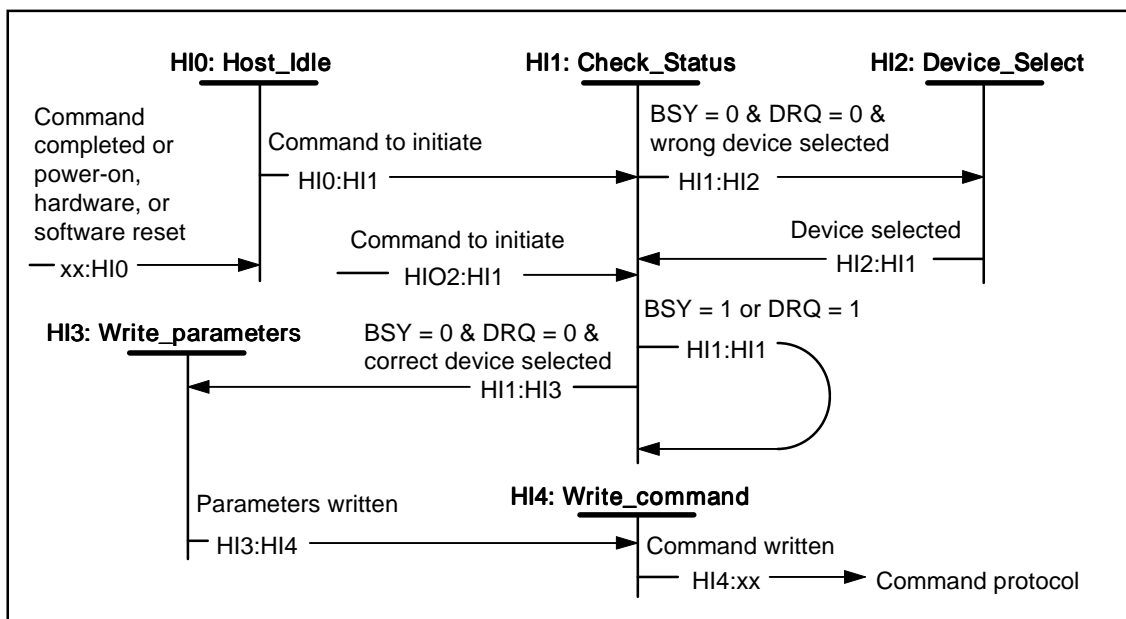 HI0: Host_Idle
HI1: Check_Status
HI2: Device_Select
Command
completed or
power-on,
hardware, or
software reset
xx:HI0
Command to initiate
HI0:HI1
BSY = 0 & DRQ = 0 &
wrong device selected
HI1:HI2
Command to initiate
HIO2:HI1
Device selected
HI2:HI1
HI3: Write_parameters
BSY = 0 & DRQ = 0 &
correct device selected
HI1:HI3
BSY = 1 or DRQ = 1
HI1:HI1
Parameters written
HI3:HI4
HI4: Write_command
Command written
HI4:xx
Command protocol